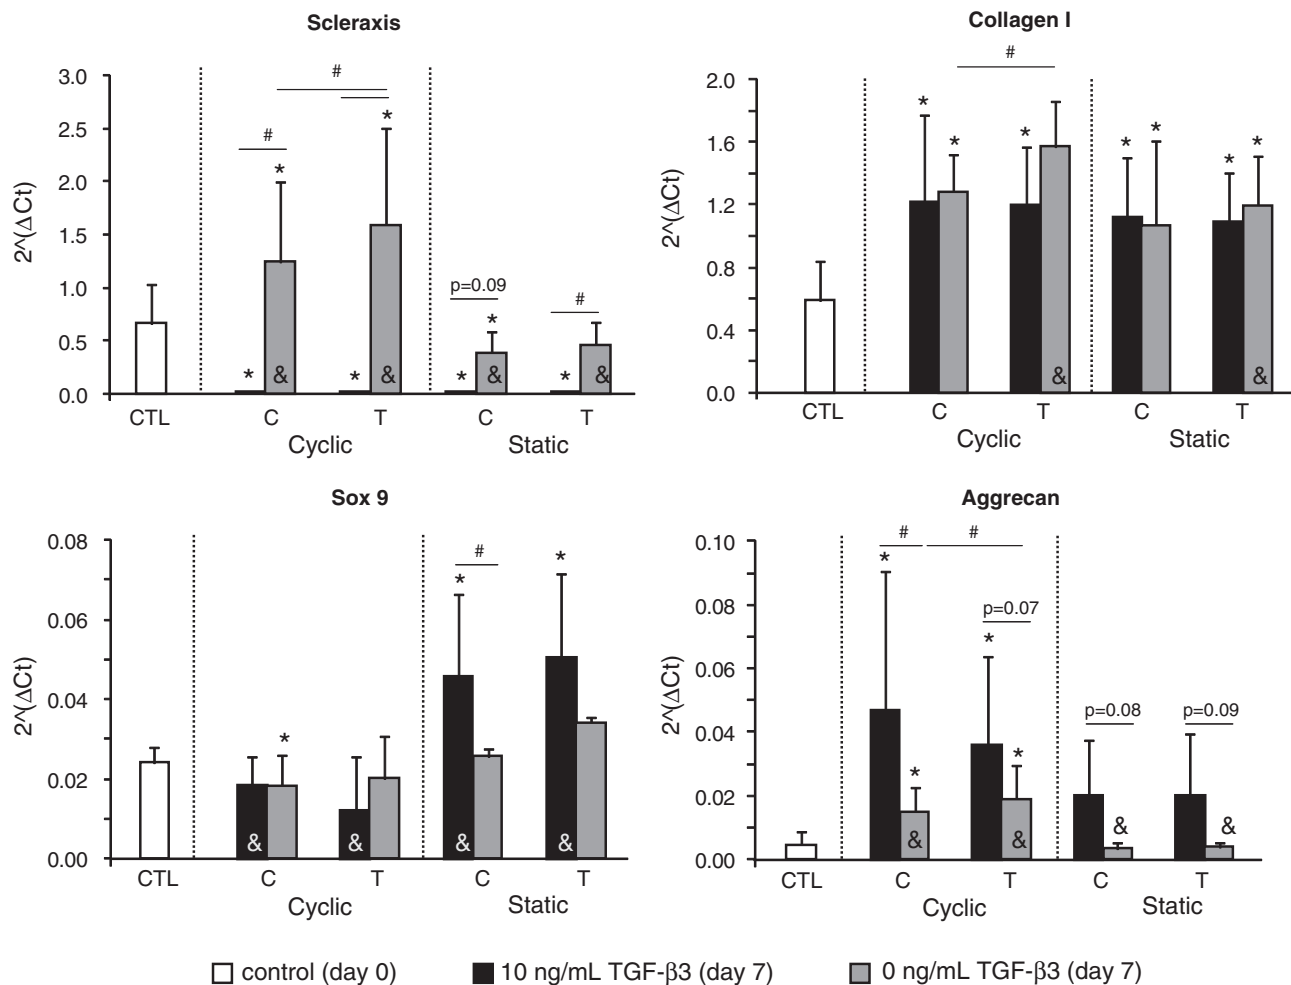 Scleraxis
3.0
2.5
2.0
1.5
1.0
0.5
0.0
2^(ΔCt)
#
#
*
*
p=0.09
#
*
* & * & * & * &
CTL C T C T
Cyclic Static
Collagen I
2.0
1.6
1.2
0.8
0.4
0.0
2^(ΔCt)
#
* * * * * * *
& &
CTL C T C T
Cyclic Static
Sox 9
0.08
0.06
0.04
0.02
0.00
2^(ΔCt)
#
* *
*
& & & &
CTL C T C T
Cyclic Static
Aggrecan
0.10
0.08
0.06
0.04
0.02
0.00
2^(ΔCt)
# #
*
p=0.07
*
p=0.08 p=0.09
* *
& & & &
CTL C T C T
Cyclic Static
control (day 0) 10 ng/mL TGF-β3 (day 7) 0 ng/mL TGF-β3 (day 7)